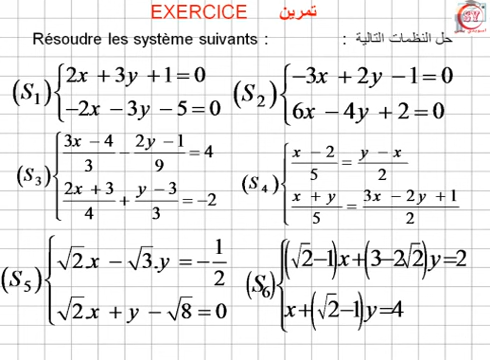 EXERCICE تمرين
Résoudre les système suivants : حل النظمات التالية :
(S₁) { 2x + 3y + 1 = 0
−2x − 3y − 5 = 0
(S₂) { −3x + 2y − 1 = 0
6x − 4y + 2 = 0
(S₃) { (3x − 4)/3 − (2y − 1)/9 = 4
(2x + 3)/4 + (y − 3)/3 = −2
(S₄) { (x − 2)/5 = (y − x)/2
(x + y)/5 = (3x − 2y + 1)/2
(S₅) { √2.x − √3.y = −1/2
√2.x + y − √8 = 0
(S₆) { (√2−1)x+(3−2√2)y=2
x+(√2−1)y=4